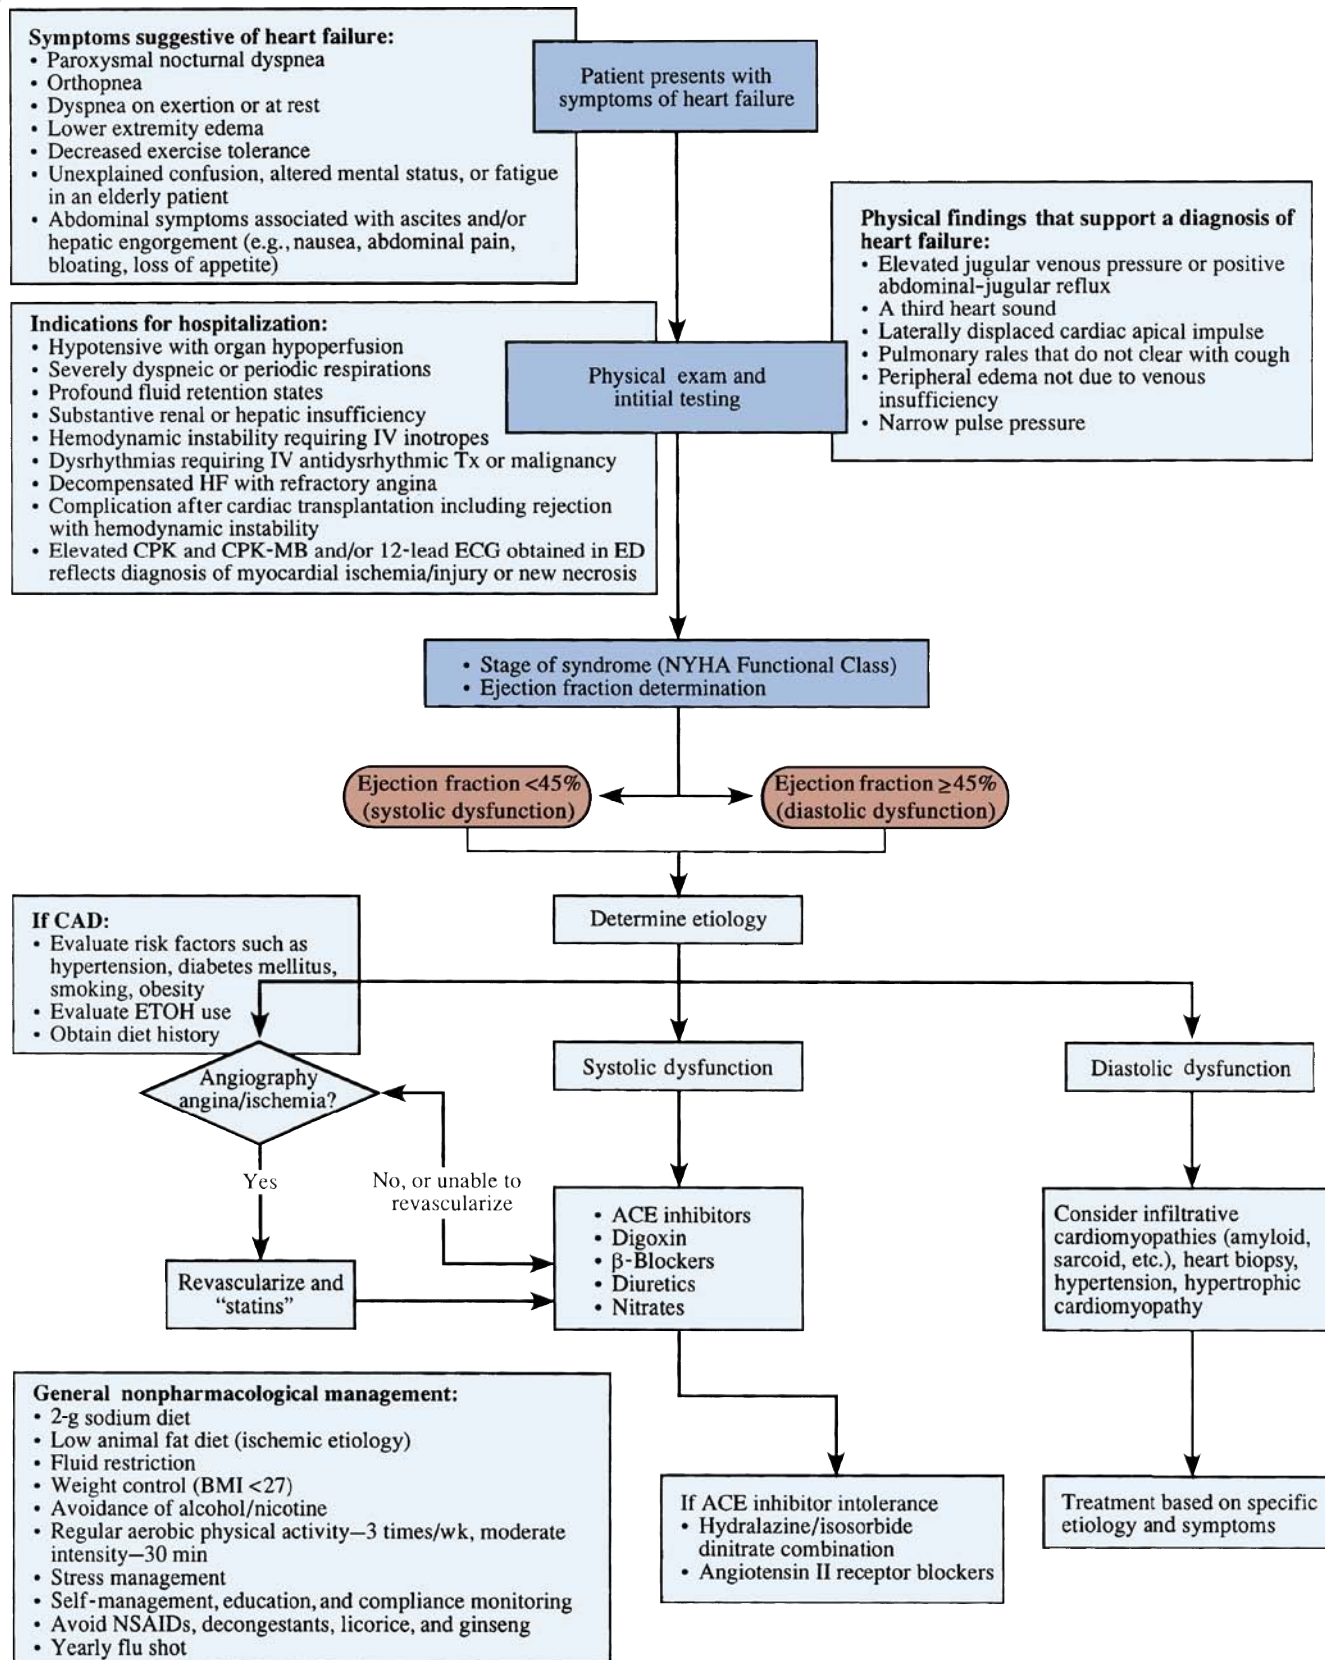 Symptoms suggestive of heart failure:
• Paroxysmal nocturnal dyspnea
• Orthopnea
• Dyspnea on exertion or at rest
• Lower extremity edema
• Decreased exercise tolerance
• Unexplained confusion, altered mental status, or fatigue
in an elderly patient
• Abdominal symptoms associated with ascites and/or
hepatic engorgement (e.g., nausea, abdominal pain,
bloating, loss of appetite)
Patient presents with
symptoms of heart failure
Physical findings that support a diagnosis of
heart failure:
• Elevated jugular venous pressure or positive
abdominal-jugular reflux
• A third heart sound
• Laterally displaced cardiac apical impulse
• Pulmonary rales that do not clear with cough
• Peripheral edema not due to venous
insufficiency
• Narrow pulse pressure
Indications for hospitalization:
• Hypotensive with organ hypoperfusion
• Severely dyspneic or periodic respirations
• Profound fluid retention states
• Substantive renal or hepatic insufficiency
• Hemodynamic instability requiring IV inotropes
• Dysrhythmias requiring IV antidysrhythmic Tx or malignancy
• Decompensated HF with refractory angina
• Complication after cardiac transplantation including rejection
with hemodynamic instability
• Elevated CPK and CPK-MB and/or 12-lead ECG obtained in ED
reflects diagnosis of myocardial ischemia/injury or new necrosis
Physical exam and
intitial testing
• Stage of syndrome (NYHA Functional Class)
• Ejection fraction determination
Ejection fraction <45%
(systolic dysfunction)
Ejection fraction ≥45%
(diastolic dysfunction)
Determine etiology
If CAD:
• Evaluate risk factors such as
hypertension, diabetes mellitus,
smoking, obesity
• Evaluate ETOH use
• Obtain diet history
Angiography
angina/ischemia?
Systolic dysfunction
Diastolic dysfunction
Yes
No, or unable to
revascularize
Revascularize and
"statins"
• ACE inhibitors
• Digoxin
• β-Blockers
• Diuretics
• Nitrates
Consider infiltrative
cardiomyopathies (amyloid,
sarcoid, etc.), heart biopsy,
hypertension, hypertrophic
cardiomyopathy
General nonpharmacological management:
• 2-g sodium diet
• Low animal fat diet (ischemic etiology)
• Fluid restriction
• Weight control (BMI <27)
• Avoidance of alcohol/nicotine
• Regular aerobic physical activity—3 times/wk, moderate
intensity—30 min
• Stress management
• Self-management, education, and compliance monitoring
• Avoid NSAIDs, decongestants, licorice, and ginseng
• Yearly flu shot
If ACE inhibitor intolerance
• Hydralazine/isosorbide
dinitrate combination
• Angiotensin II receptor blockers
Treatment based on specific
etiology and symptoms